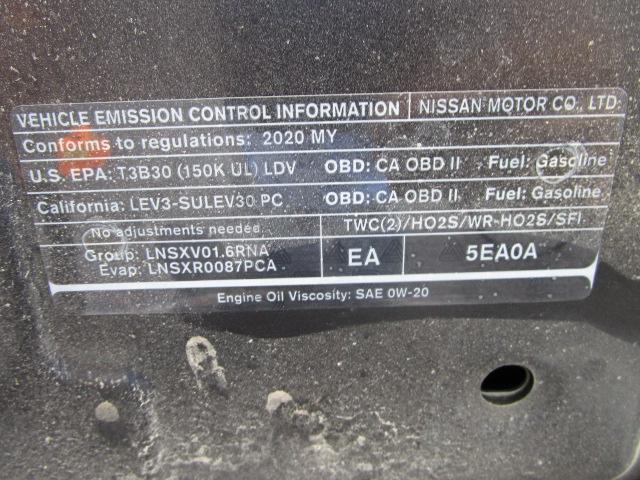 VEHICLE EMISSION CONTROL INFORMATION NISSAN MOTOR CO., LTD.
Conforms to regulations: 2020 MY
U.S. EPA: T3B30 (150K UL) LDV OBD: CA OBD II Fuel: Gasoline
California: LEV3-SULEV30 PC OBD: CA OBD II Fuel: Gasoline
No adjustments needed. TWC(2)/HO2S/WR-HO2S/SFI
Group: LNSXV01.6RNA
Evap: LNSXR0087PCA
EA 5EA0A
Engine Oil Viscosity: SAE 0W-20